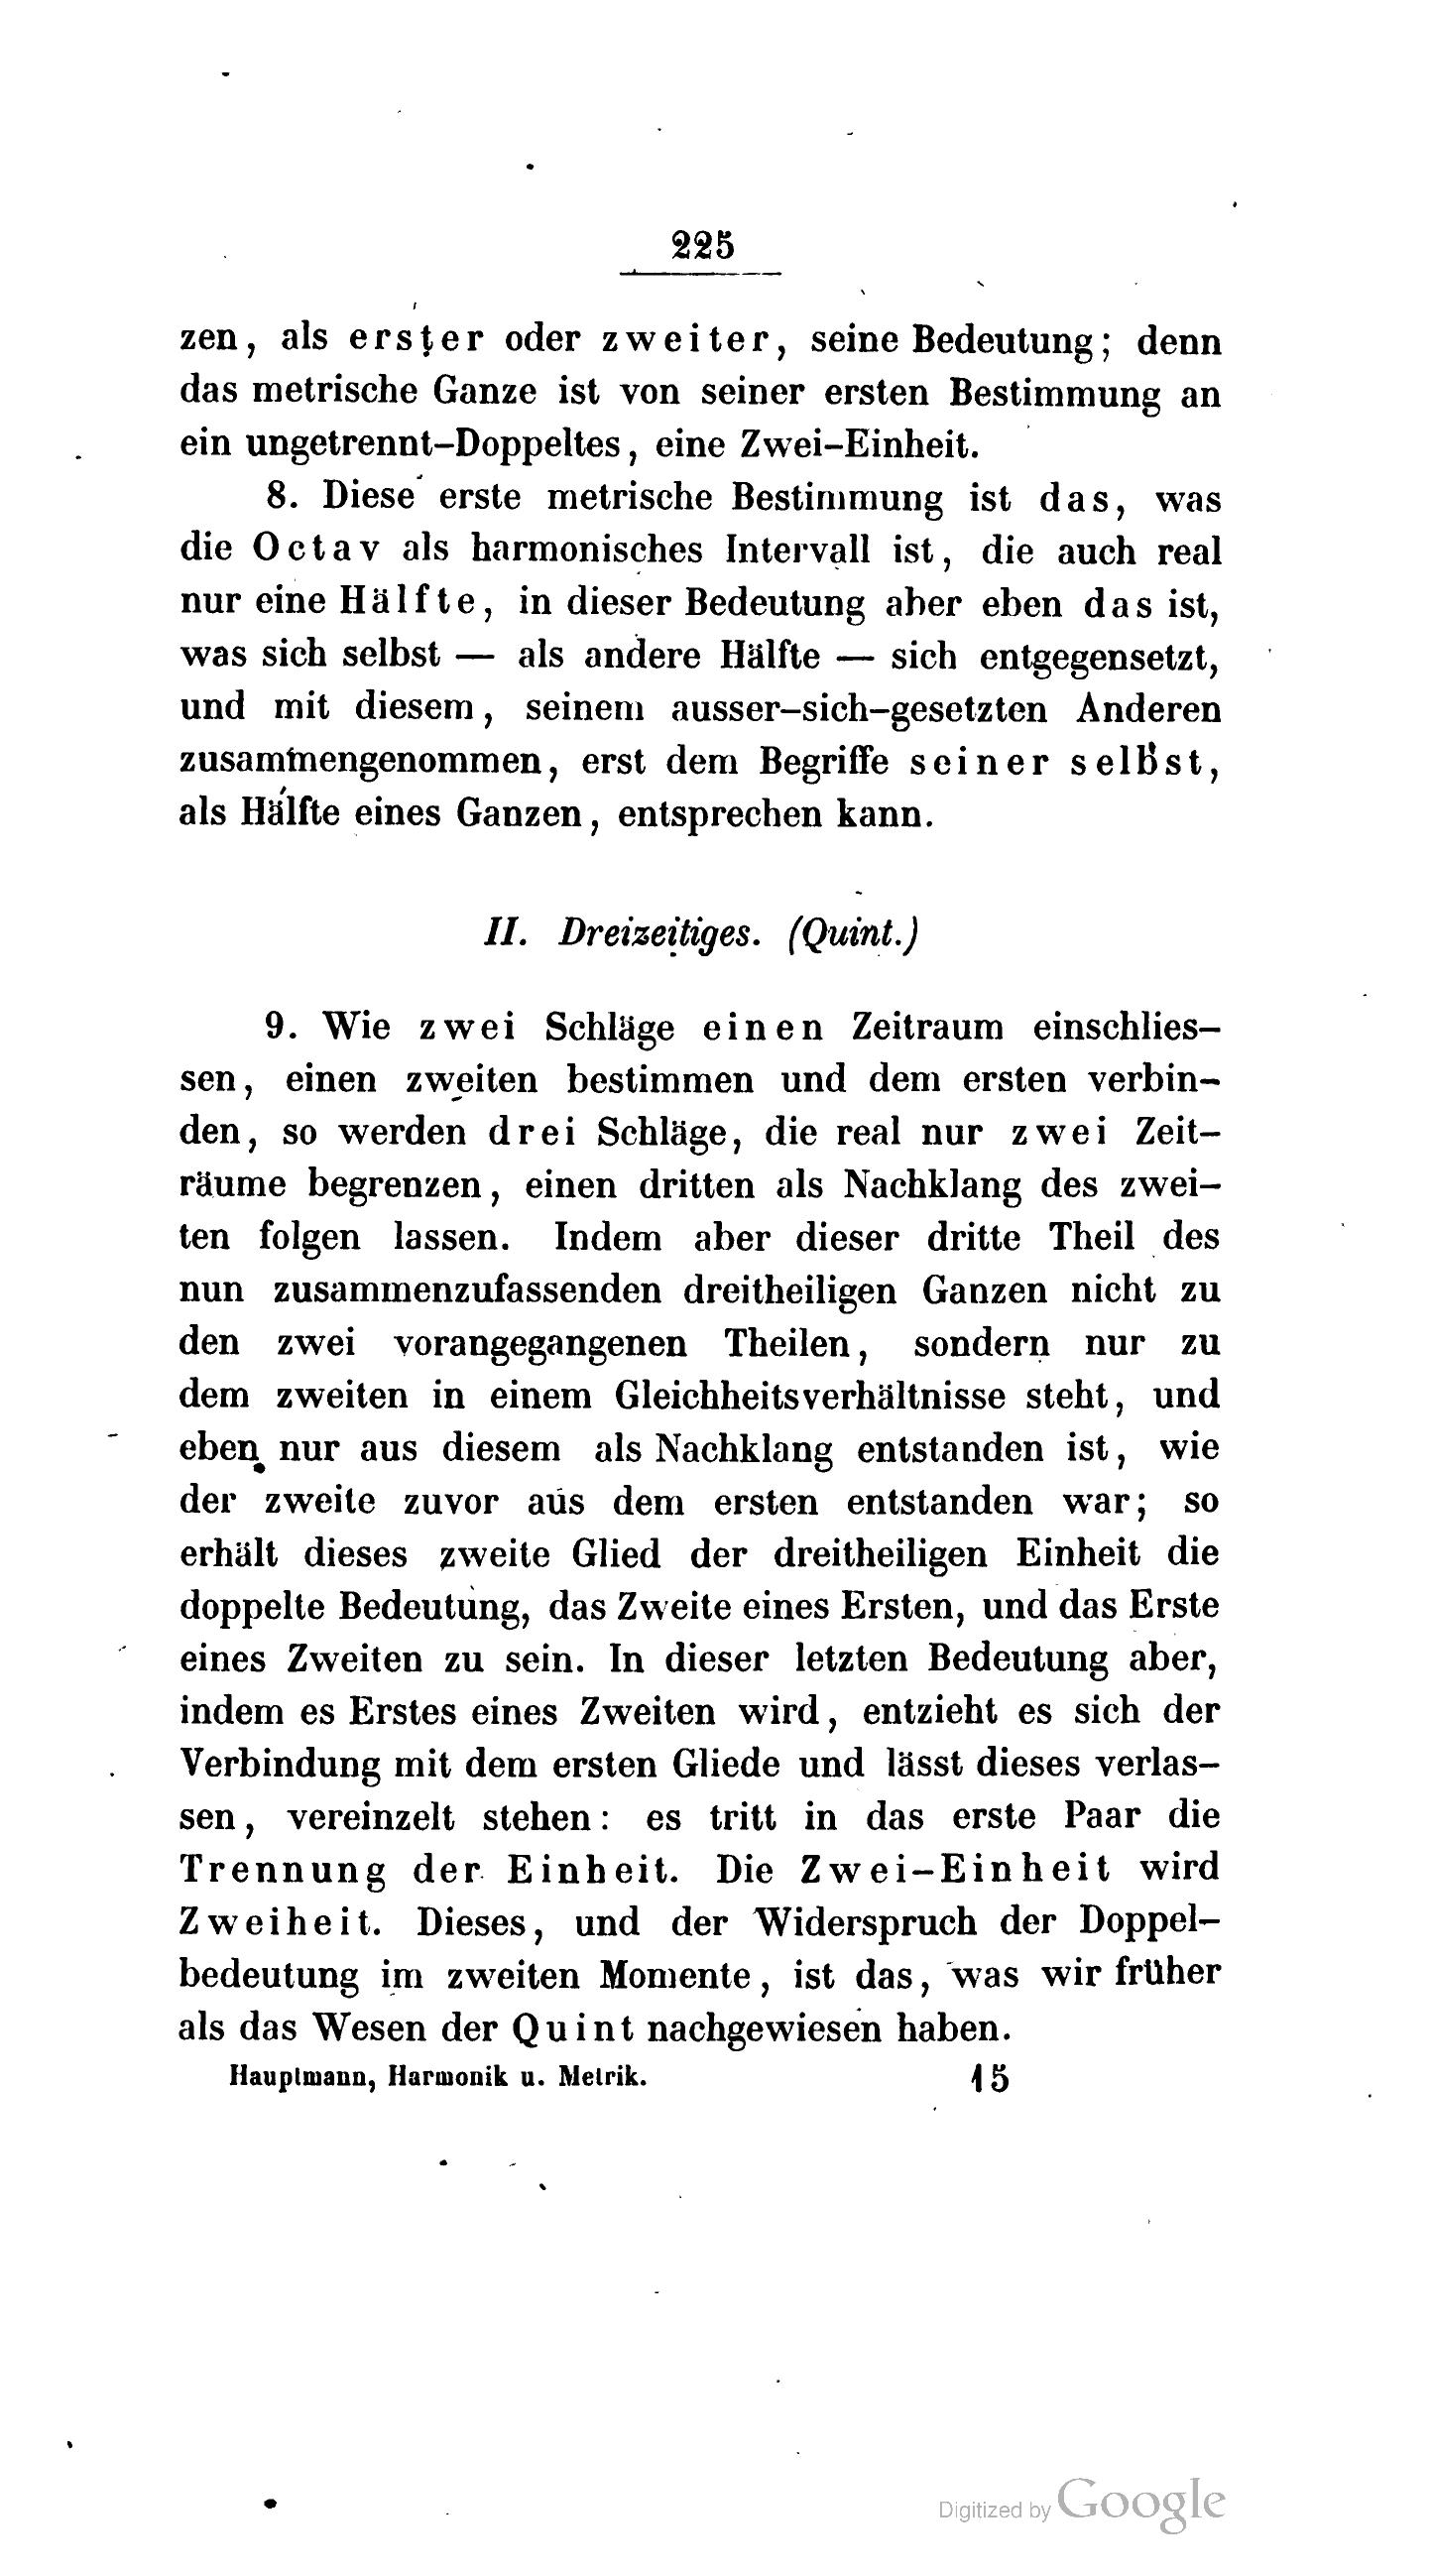 225
zen, als erster oder zweiter, seine Bedeutung; denn
das metrische Ganze ist von seiner ersten Bestimmung an
ein ungetrennt-Doppeltes, eine Zwei-Einheit.
8. Diese erste metrische Bestimmung ist das, was
die Octav als harmonisches Intervall ist, die auch real
nur eine Hälfte, in dieser Bedeutung aber eben das ist,
was sich selbst — als andere Hälfte — sich entgegensetzt,
und mit diesem, seinem ausser-sich-gesetzten Anderen
zusammengenommen, erst dem Begriffe seiner selbst,
als Hälfte eines Ganzen, entsprechen kann.
II. Dreizeitiges. (Quint.)
9. Wie zwei Schläge einen Zeitraum einschlies-
sen, einen zweiten bestimmen und dem ersten verbin-
den, so werden drei Schläge, die real nur zwei Zeit-
räume begrenzen, einen dritten als Nachklang des zwei-
ten folgen lassen. Indem aber dieser dritte Theil des
nun zusammenzufassenden dreitheiligen Ganzen nicht zu
den zwei vorangegangenen Theilen, sondern nur zu
dem zweiten in einem Gleichheitsverhältnisse steht, und
eben nur aus diesem als Nachklang entstanden ist, wie
der zweite zuvor aus dem ersten entstanden war; so
erhält dieses zweite Glied der dreitheiligen Einheit die
doppelte Bedeutung, das Zweite eines Ersten, und das Erste
eines Zweiten zu sein. In dieser letzten Bedeutung aber,
indem es Erstes eines Zweiten wird, entzieht es sich der
Verbindung mit dem ersten Gliede und lässt dieses verlas-
sen, vereinzelt stehen: es tritt in das erste Paar die
Trennung der Einheit. Die Zwei-Einheit wird
Zweiheit. Dieses, und der Widerspruch der Doppel-
bedeutung im zweiten Momente, ist das, was wir früher
als das Wesen der Quint nachgewiesen haben.
Hauptmann, Harmonik u. Metrik. 15
Digitized by Google